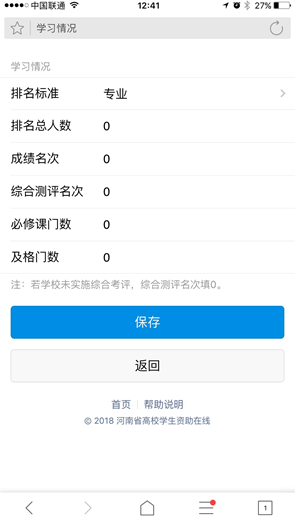 中国联通 12:41 27%
学习情况
学习情况
排名标准 专业
排名总人数 0
成绩名次 0
综合测评名次 0
必修课门数 0
及格门数 0
注：若学校未实施综合考评，综合测评名次填0。
保存
返回
首页 | 帮助说明
© 2018 河南省高校学生资助在线
1